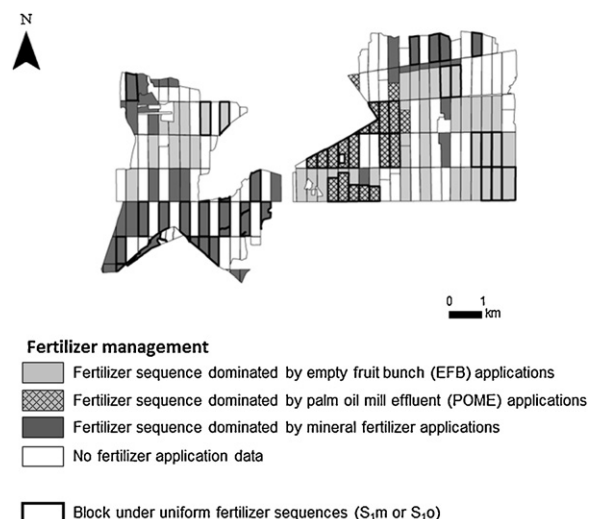 N
0 1
km
Fertilizer management
Fertilizer sequence dominated by empty fruit bunch (EFB) applications
Fertilizer sequence dominated by palm oil mill effluent (POME) applications
Fertilizer sequence dominated by mineral fertilizer applications
No fertilizer application data
Block under uniform fertilizer sequences (S₁m or S₁o)